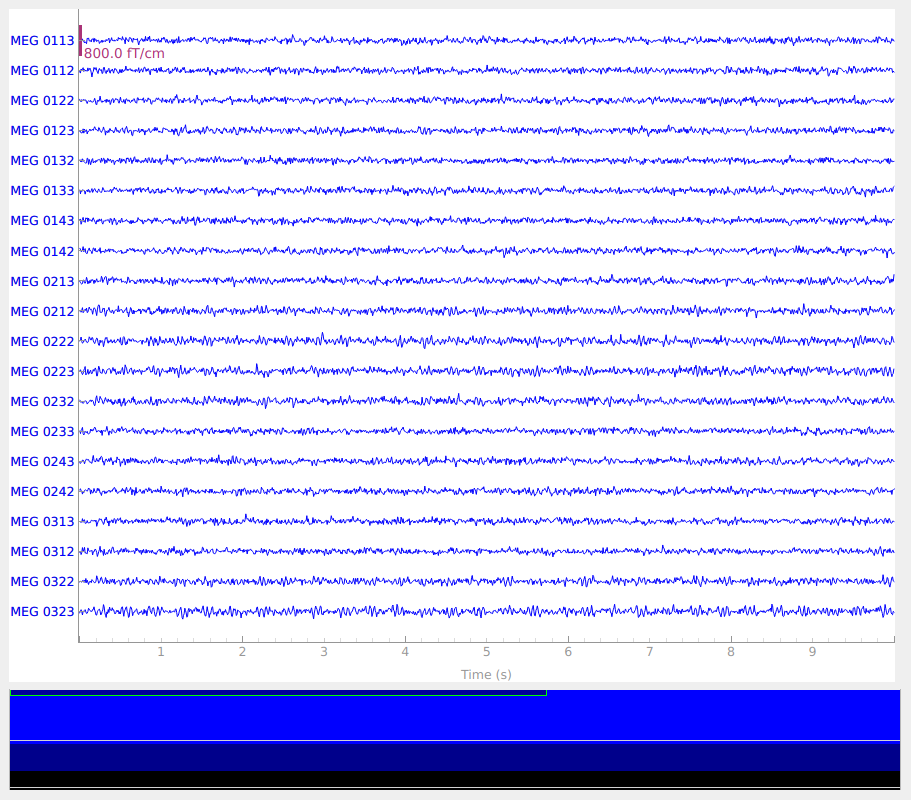 MEG 0113
800.0 fT/cm
MEG 0112
MEG 0122
MEG 0123
MEG 0132
MEG 0133
MEG 0143
MEG 0142
MEG 0213
MEG 0212
MEG 0222
MEG 0223
MEG 0232
MEG 0233
MEG 0243
MEG 0242
MEG 0313
MEG 0312
MEG 0322
MEG 0323
1 2 3 4 5 6 7 8 9
Time (s)